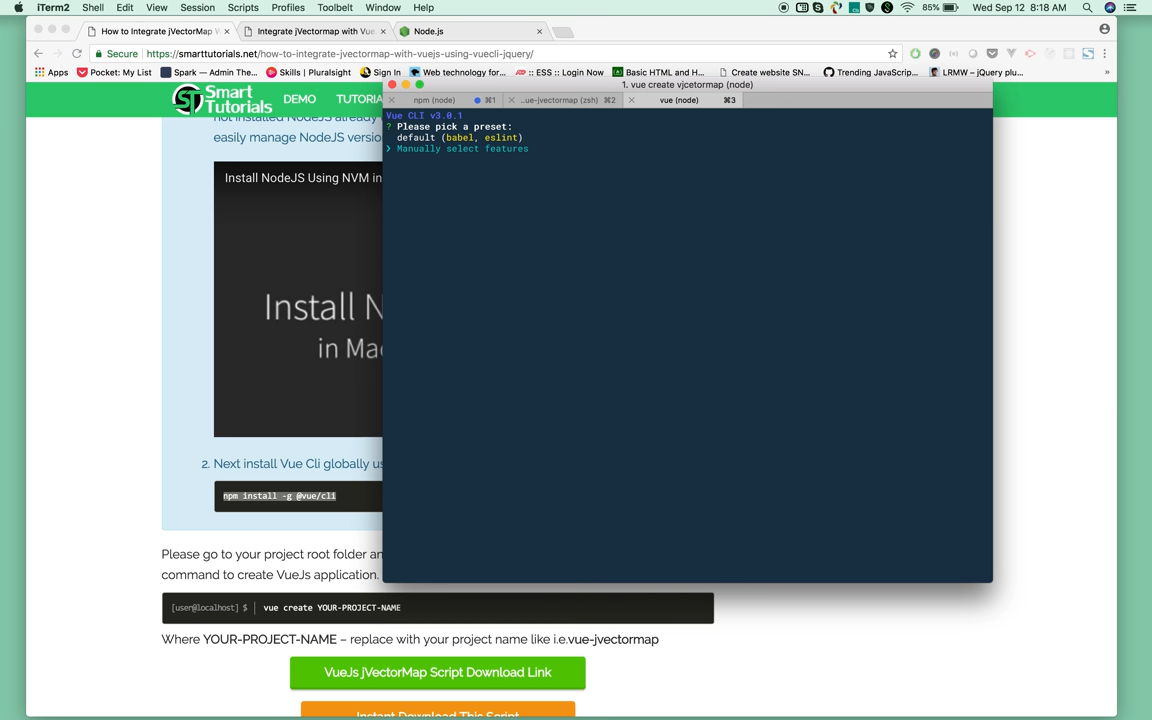 iTerm2 Shell Edit View Session Scripts Profiles Toolbelt Window Help 85% Wed Sep 12 8:18 AM
How to Integrate jVectorMap V
Integrate jVectormap with Vue
Node.js
Secure https://smarttutorials.net/how-to-integrate-jvectormap-with-vuejs-using-vuecli-jquery/
Apps Pocket: My List Spark — Admin The... Skills | Pluralsight Sign In Web technology for... :: ESS :: Login Now Basic HTML and H... Create website SN... Trending JavaScrip... LRMW – jQuery plu... »
1. vue create vjcetormap (node)
npm (node) ⌘1 ...ue-jvectormap (zsh) ⌘2 vue (node) ⌘3
Smart
Tutorials
DEMO TUTORIA
Vue CLI v3.0.1
? Please pick a preset:
default (babel, eslint)
❯ Manually select features
not installed NodeJS already
easily manage NodeJS versio
Install NodeJS Using NVM in
Install N
in Mac
2. Next install Vue Cli globally us
npm install -g @vue/cli
Please go to your project root folder an
command to create VueJs application.
[user@localhost] $ vue create YOUR-PROJECT-NAME
Where YOUR-PROJECT-NAME – replace with your project name like i.e.vue-jvectormap
VueJs jVectorMap Script Download Link
Instant Download This Script